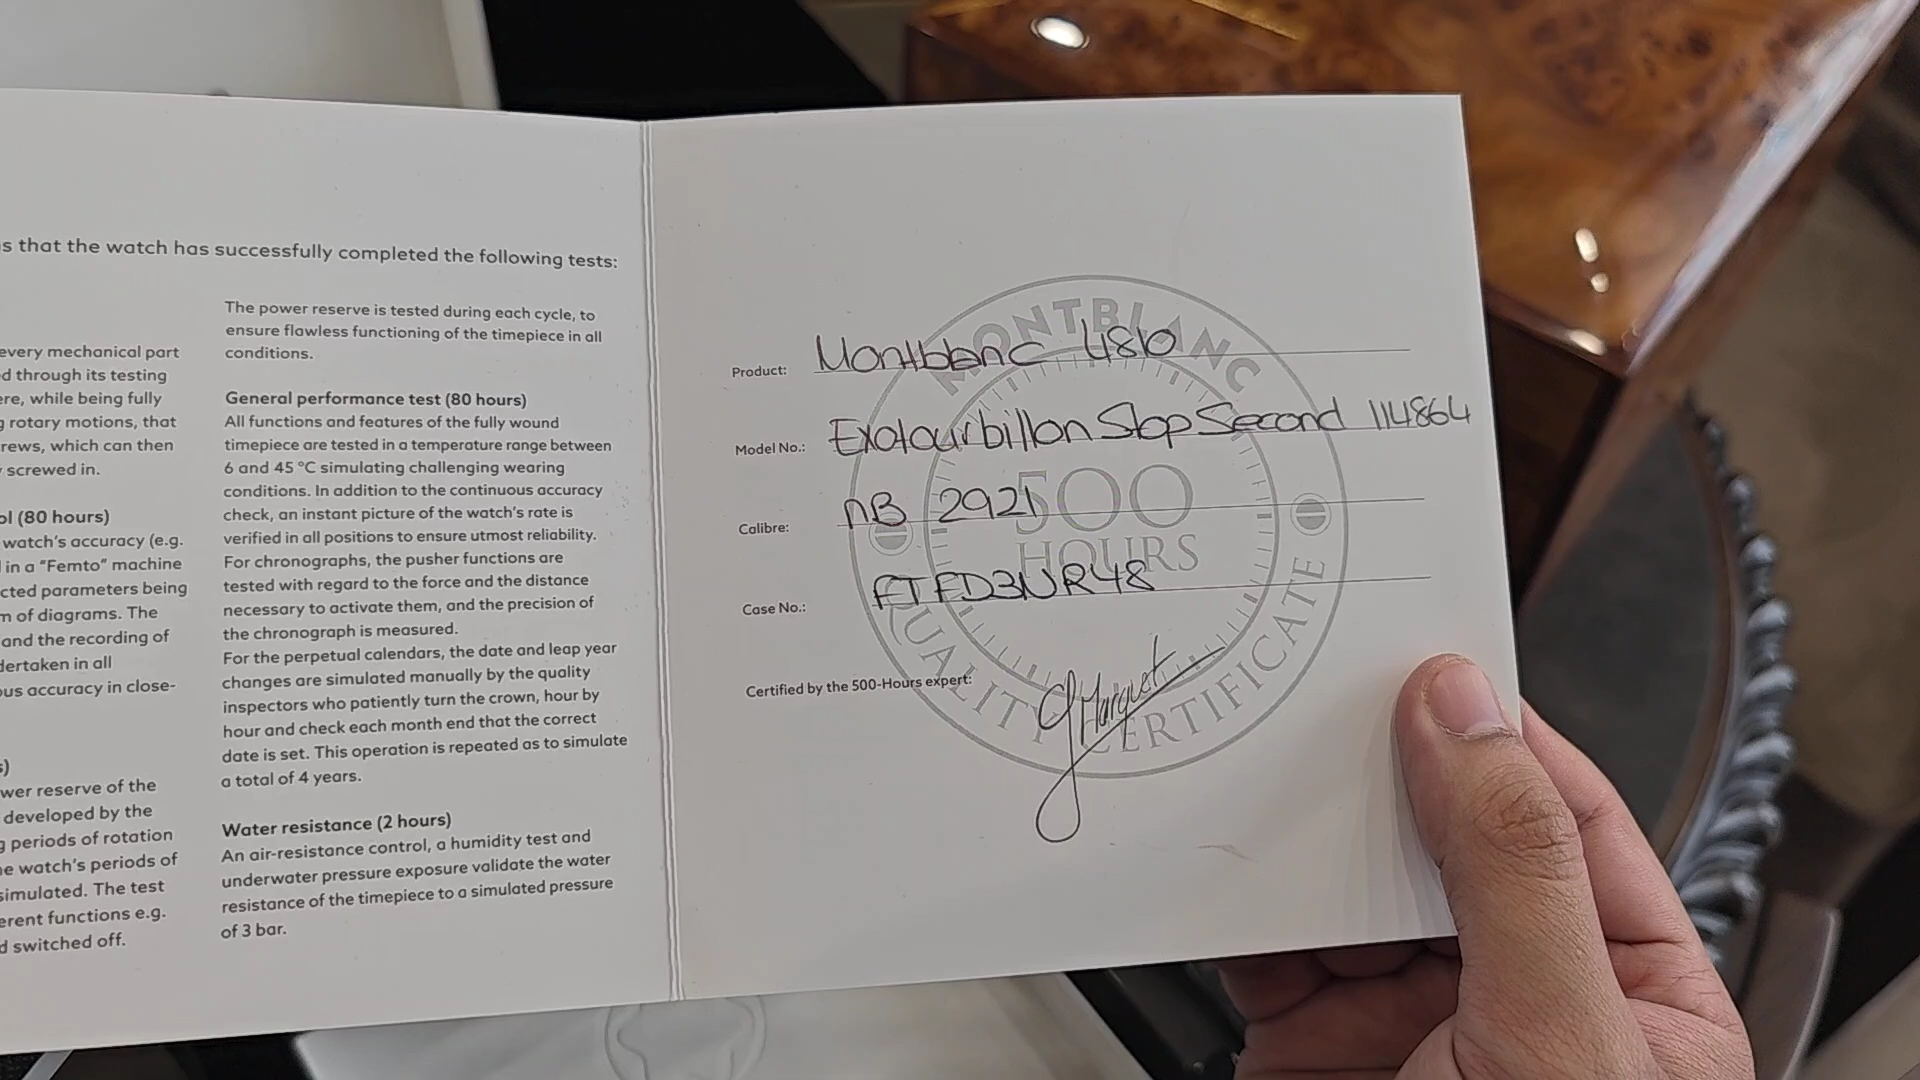 s that the watch has successfully completed the following tests:
every mechanical part
d through its testing
ere, while being fully
g rotary motions, that
rews, which can then
screwed in.
ol (80 hours)
watch’s accuracy (e.g.
in a “Femto” machine
cted parameters being
m of diagrams. The
and the recording of
dertaken in all
ous accuracy in close-
s)
wer reserve of the
developed by the
g periods of rotation
he watch’s periods of
simulated. The test
erent functions e.g.
d switched off.
The power reserve is tested during each cycle, to
ensure flawless functioning of the timepiece in all
conditions.
General performance test (80 hours)
All functions and features of the fully wound
timepiece are tested in a temperature range between
6 and 45 °C simulating challenging wearing
conditions. In addition to the continuous accuracy
check, an instant picture of the watch’s rate is
verified in all positions to ensure utmost reliability.
For chronographs, the pusher functions are
tested with regard to the force and the distance
necessary to activate them, and the precision of
the chronograph is measured.
For the perpetual calendars, the date and leap year
changes are simulated manually by the quality
inspectors who patiently turn the crown, hour by
hour and check each month end that the correct
date is set. This operation is repeated as to simulate
a total of 4 years.
Water resistance (2 hours)
An air-resistance control, a humidity test and
underwater pressure exposure validate the water
resistance of the timepiece to a simulated pressure
of 3 bar.
MONTBLANC
500
HOURS
QUALITY CERTIFICATE
Product: Montblanc 4810
Model No.: Exotourbillon Stop Second 114864
Calibre: MB 2921
Case No.: FTFD3UR48
Certified by the 500-Hours expert: